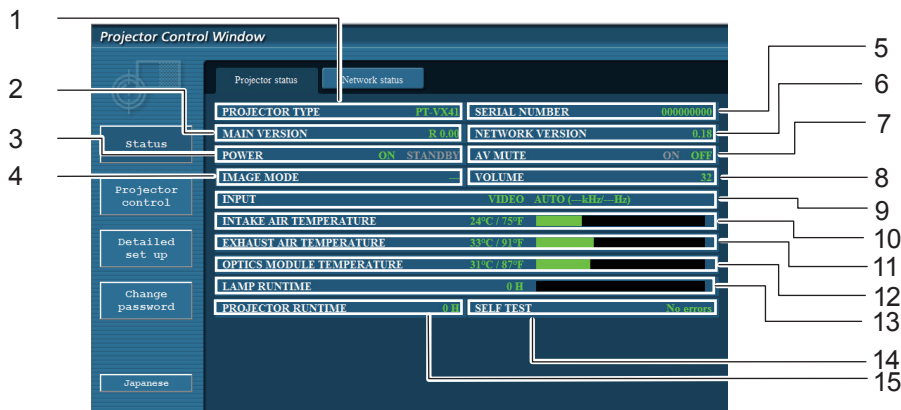 Projector Control Window
Projector status
Network status
PROJECTOR TYPE PT-VX41
SERIAL NUMBER 000000000
MAIN VERSION R 0.00
NETWORK VERSION 0.18
POWER ON STANDBY
AV MUTE ON OFF
IMAGE MODE ---
VOLUME 32
INPUT VIDEO AUTO (---kHz/---Hz)
INTAKE AIR TEMPERATURE 24°C / 75°F
EXHAUST AIR TEMPERATURE 33°C / 91°F
OPTICS MODULE TEMPERATURE 31°C / 87°F
LAMP RUNTIME 0 H
PROJECTOR RUNTIME 0 H
SELF TEST No errors
Status
Projector
control
Detailed
set up
Change
password
Japanese
1
2
3
4
5
6
7
8
9
10
11
12
13
14
15